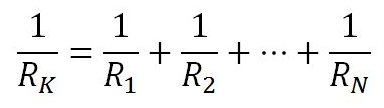 1/R_K = 1/R_1 + 1/R_2 + ⋯ + 1/R_N